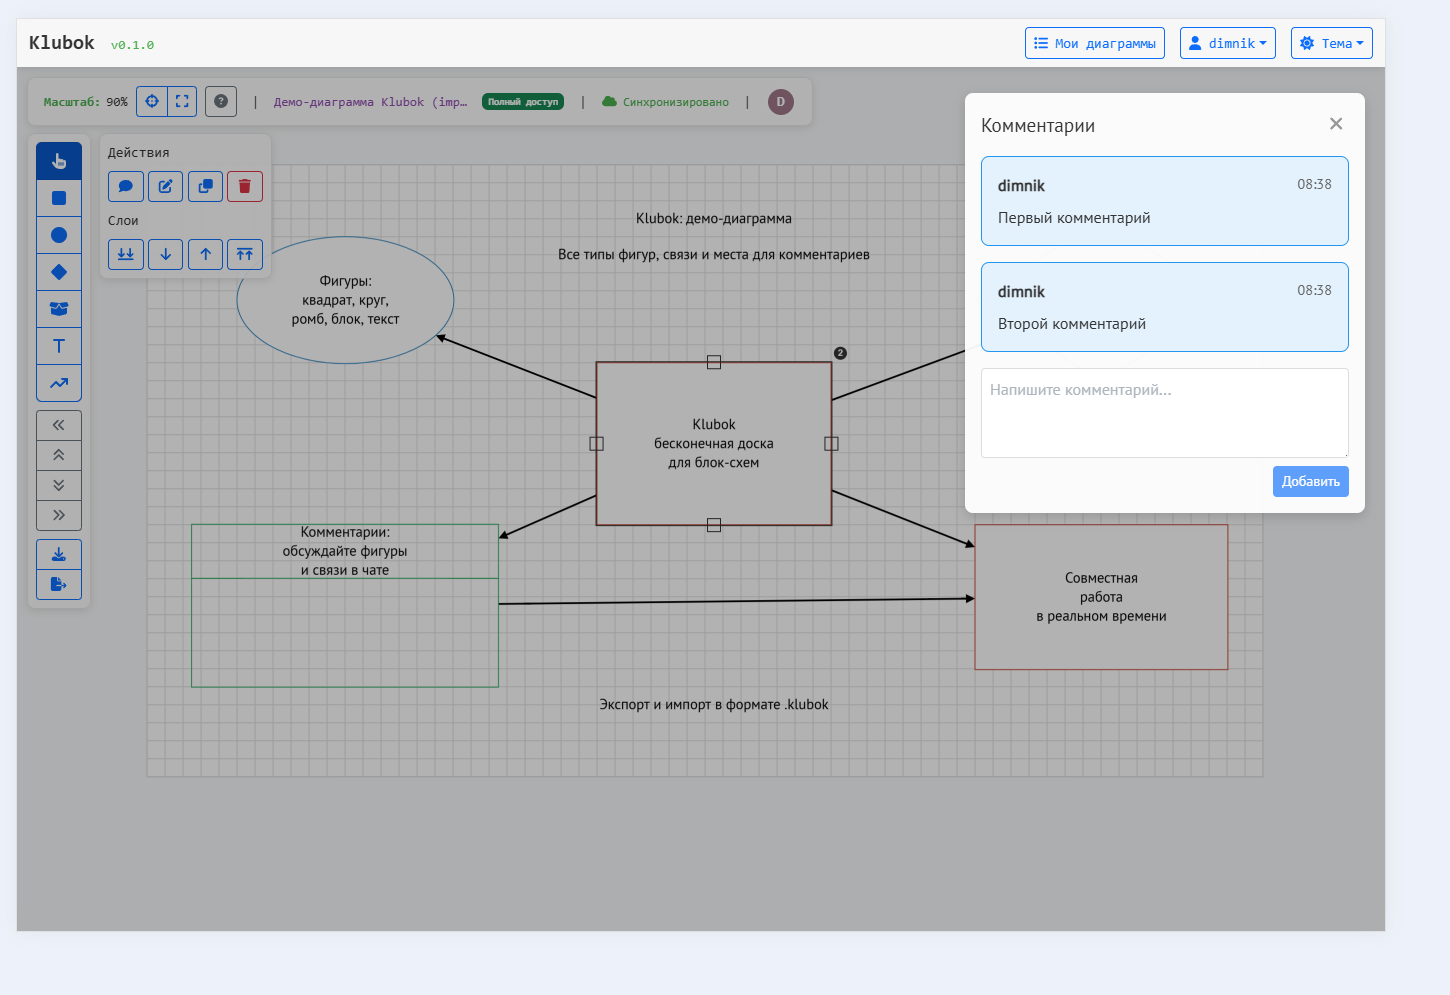 Klubok v0.1.0
Мои диаграммы
dimnik
Тема
Масштаб: 90%
Демо-диаграмма Klubok (imp…
Полный доступ
Синхронизировано
D
Действия
Слои
Klubok: демо-диаграмма
Все типы фигур, связи и места для комментариев
Фигуры:
квадрат, круг,
ромб, блок, текст
2
Klubok
бесконечная доска
для блок-схем
Комментарии:
обсуждайте фигуры
и связи в чате
Совместная
работа
в реальном времени
Экспорт и импорт в формате .klubok
Комментарии
dimnik 08:38
Первый комментарий
dimnik 08:38
Второй комментарий
Напишите комментарий...
Добавить